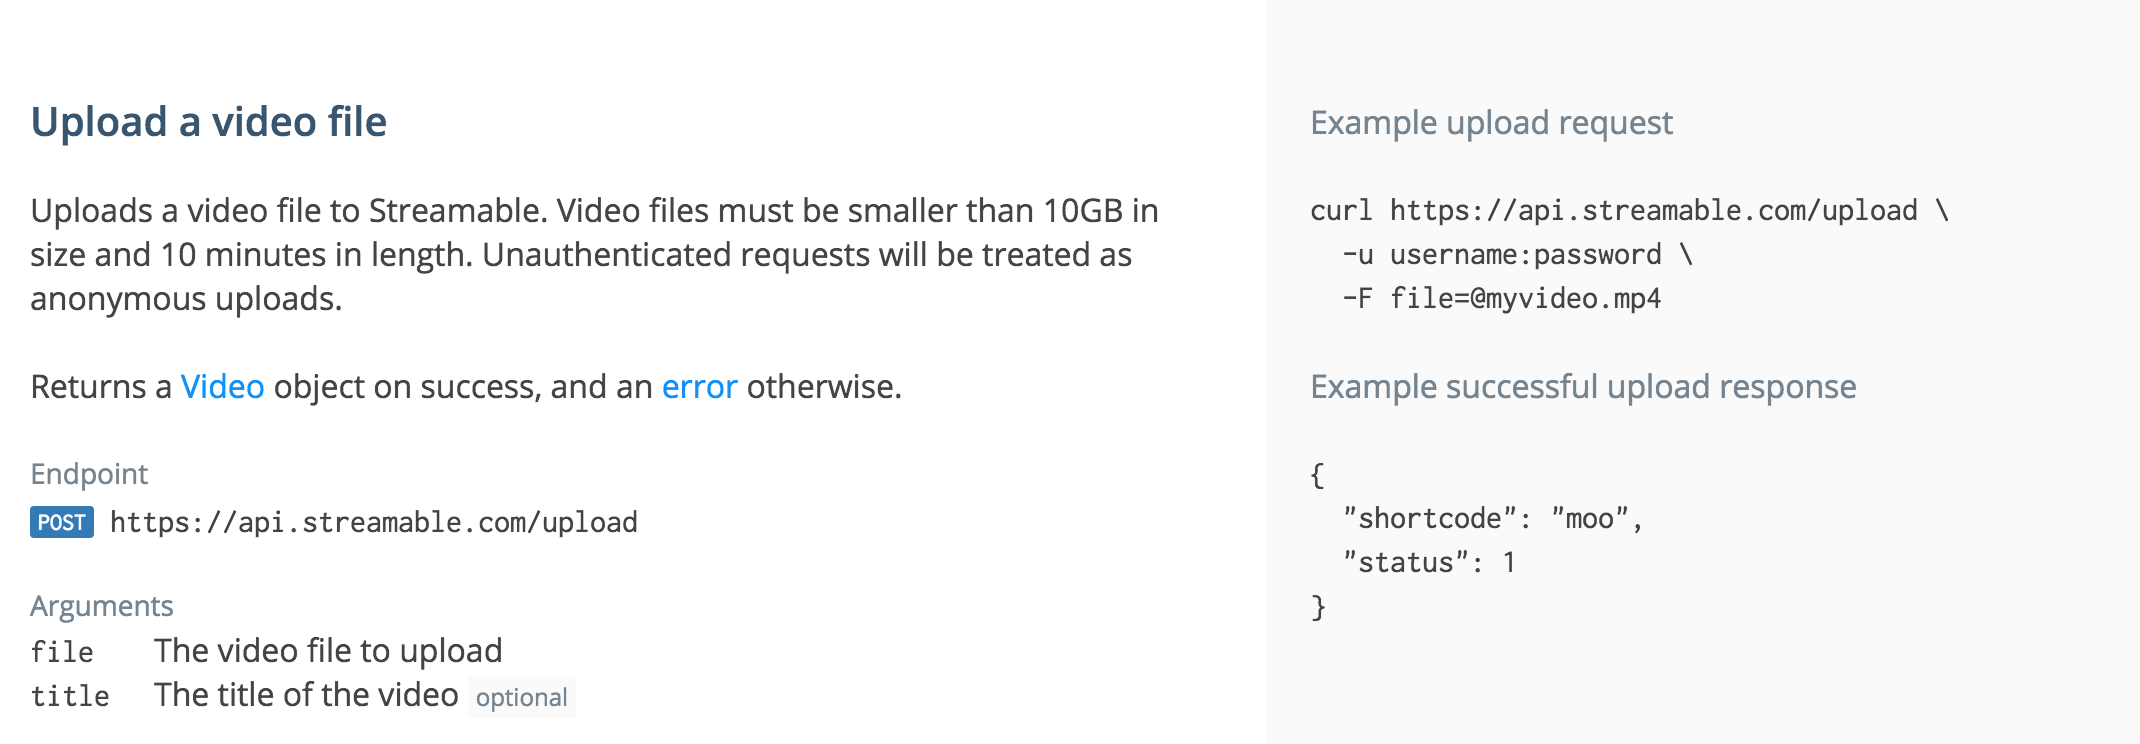 Upload a video file
Uploads a video file to Streamable. Video files must be smaller than 10GB in
size and 10 minutes in length. Unauthenticated requests will be treated as
anonymous uploads.
Returns a Video object on success, and an error otherwise.
Endpoint
POST https://api.streamable.com/upload
Arguments
file The video file to upload
title The title of the video optional
Example upload request
curl https://api.streamable.com/upload \
  -u username:password \
  -F file=@myvideo.mp4
Example successful upload response
{
  "shortcode": "moo",
  "status": 1
}